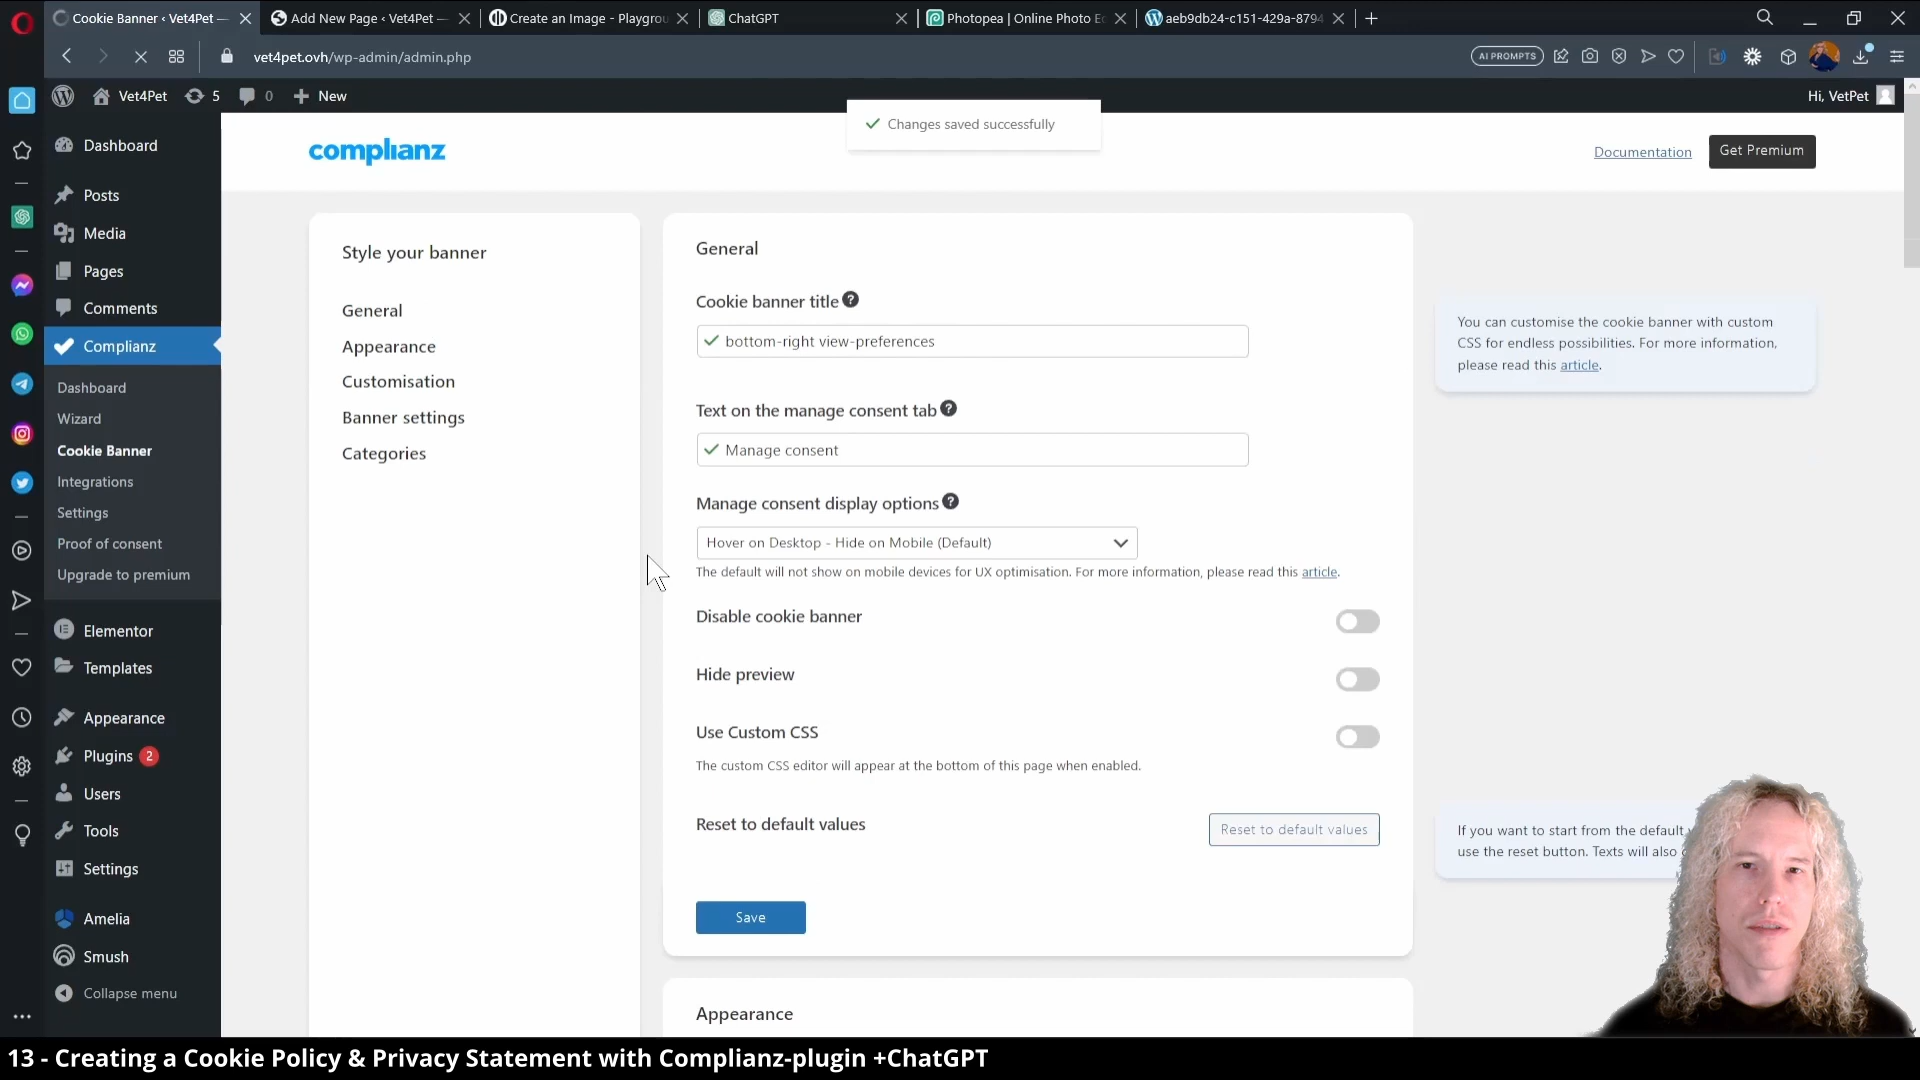 Cookie Banner ‹ Vet4Pet —
Add New Page ‹ Vet4Pet —
Create an Image - Playgrou
ChatGPT
Photopea | Online Photo E
aeb9db24-c151-429a-8794
vet4pet.ovh/wp-admin/admin.php
AI PROMPTS
Vet4Pet
5
0
New
Hi, VetPet
Dashboard
Posts
Media
Pages
Comments
Complianz
Dashboard
Wizard
Cookie Banner
Integrations
Settings
Proof of consent
Upgrade to premium
Elementor
Templates
Appearance
Plugins 2
Users
Tools
Settings
Amelia
Smush
Collapse menu
complianz
Changes saved successfully
Documentation
Get Premium
Style your banner
General
Appearance
Customisation
Banner settings
Categories
General
Cookie banner title
bottom-right view-preferences
Text on the manage consent tab
Manage consent
Manage consent display options
Hover on Desktop - Hide on Mobile (Default)
The default will not show on mobile devices for UX optimisation. For more information, please read this article.
Disable cookie banner
Hide preview
Use Custom CSS
The custom CSS editor will appear at the bottom of this page when enabled.
Reset to default values
Reset to default values
Save
Appearance
You can customise the cookie banner with custom
CSS for endless possibilities. For more information,
please read this article.
If you want to start from the default
use the reset button. Texts will also
13 - Creating a Cookie Policy & Privacy Statement with Complianz-plugin +ChatGPT